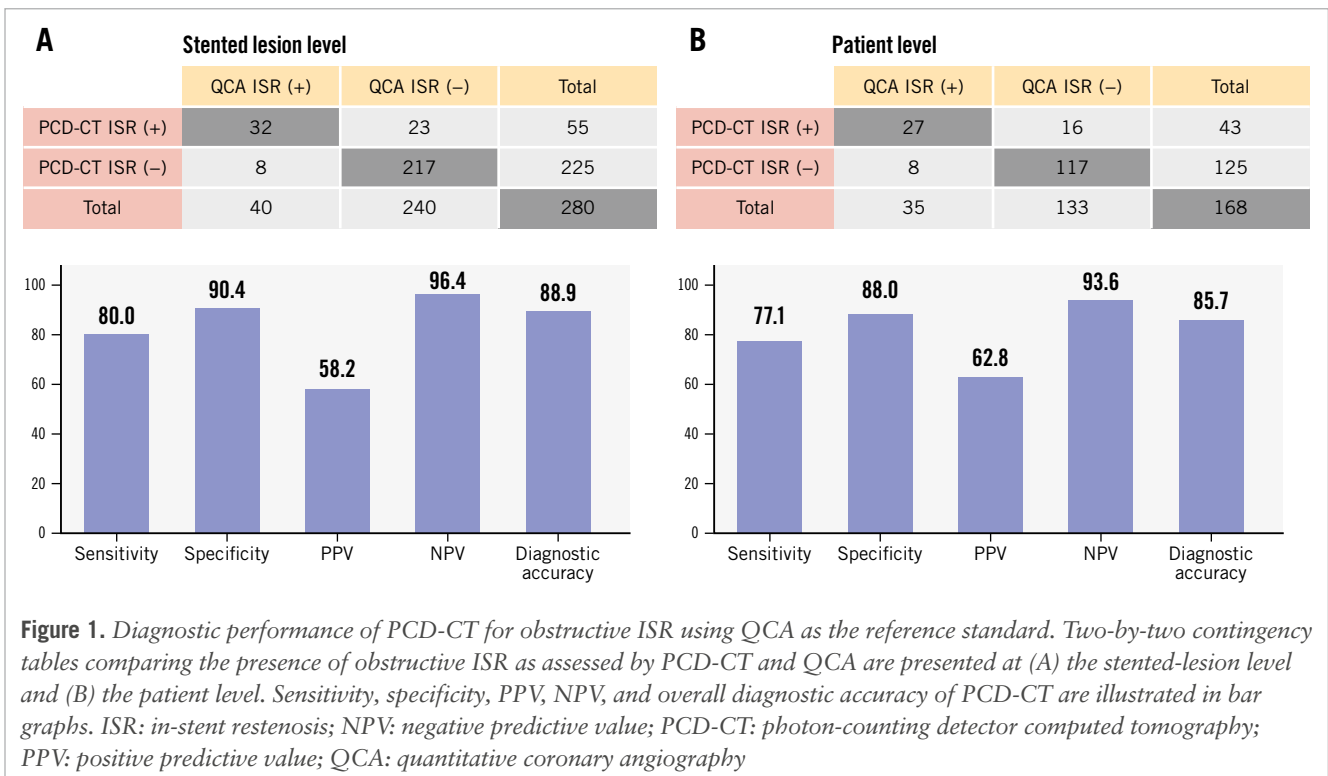 A Stented lesion level
QCA ISR (+) QCA ISR (–) Total
PCD-CT ISR (+) 32 23 55
PCD-CT ISR (–) 8 217 225
Total 40 240 280
100
80
60
40
20
0
80.0
90.4
58.2
96.4
88.9
Sensitivity Specificity PPV NPV Diagnostic
accuracy
B Patient level
QCA ISR (+) QCA ISR (–) Total
PCD-CT ISR (+) 27 16 43
PCD-CT ISR (–) 8 117 125
Total 35 133 168
100
80
60
40
20
0
77.1
88.0
62.8
93.6
85.7
Sensitivity Specificity PPV NPV Diagnostic
accuracy
Figure 1. Diagnostic performance of PCD-CT for obstructive ISR using QCA as the reference standard. Two-by-two contingency
tables comparing the presence of obstructive ISR as assessed by PCD-CT and QCA are presented at (A) the stented-lesion level
and (B) the patient level. Sensitivity, specificity, PPV, NPV, and overall diagnostic accuracy of PCD-CT are illustrated in bar
graphs. ISR: in-stent restenosis; NPV: negative predictive value; PCD-CT: photon-counting detector computed tomography;
PPV: positive predictive value; QCA: quantitative coronary angiography